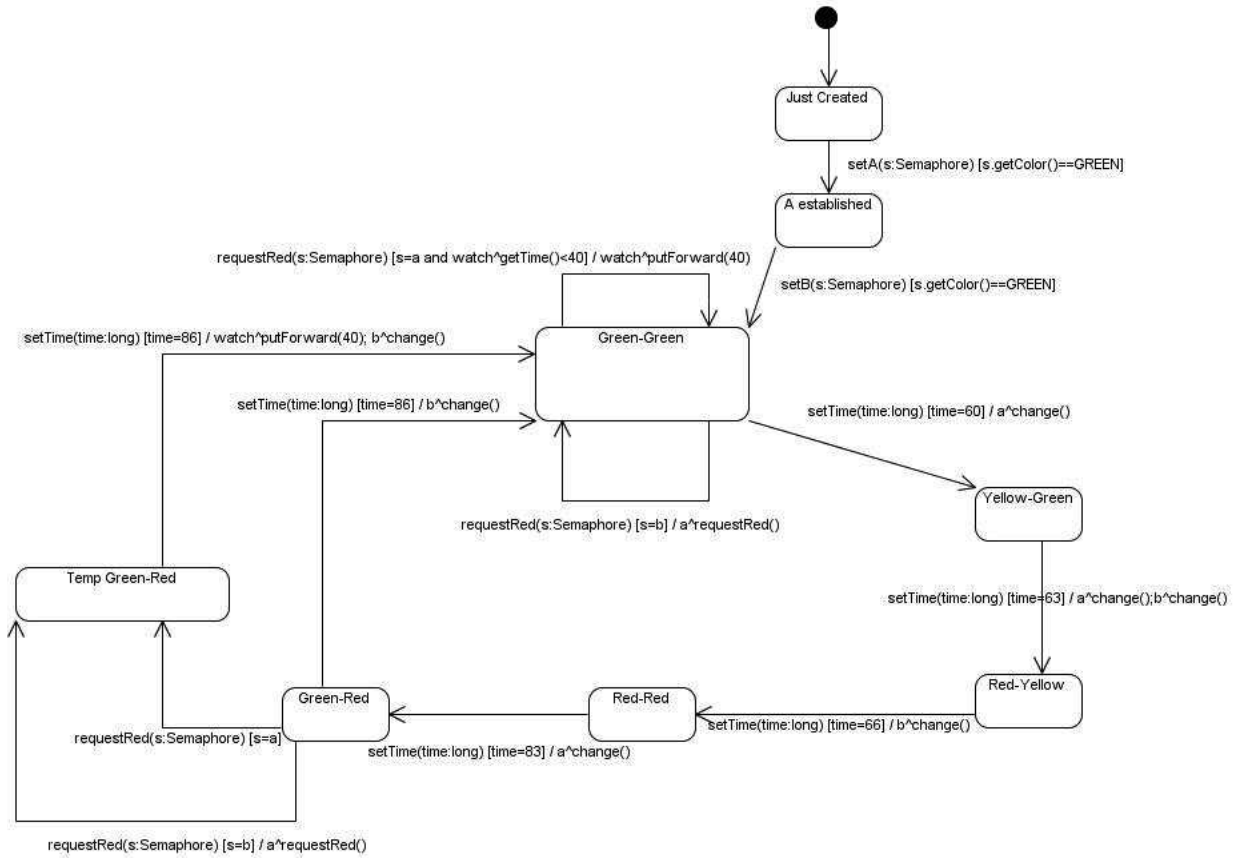 Just Created
setA(s:Semaphore) [s.getColor()==GREEN]
A established
requestRed(s:Semaphore) [s=a and watch^getTime()<40] / watch^putForward(40)
setB(s:Semaphore) [s.getColor()==GREEN]
Green-Green
setTime(time:long) [time=86] / watch^putForward(40); b^change()
setTime(time:long) [time=86] / b^change()
setTime(time:long) [time=60] / a^change()
Yellow-Green
requestRed(s:Semaphore) [s=b] / a^requestRed()
Temp Green-Red
setTime(time:long) [time=63] / a^change();b^change()
Green-Red
Red-Red
Red-Yellow
setTime(time:long) [time=66] / b^change()
requestRed(s:Semaphore) [s=a]
setTime(time:long) [time=83] / a^change()
requestRed(s:Semaphore) [s=b] / a^requestRed()